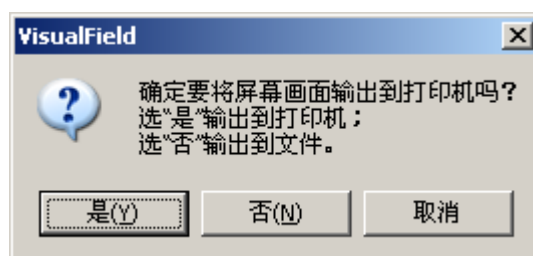 VisualField
确定要将屏幕画面输出到打印机吗？
选“是”输出到打印机；
选“否”输出到文件。
是(Y)
否(N)
取消